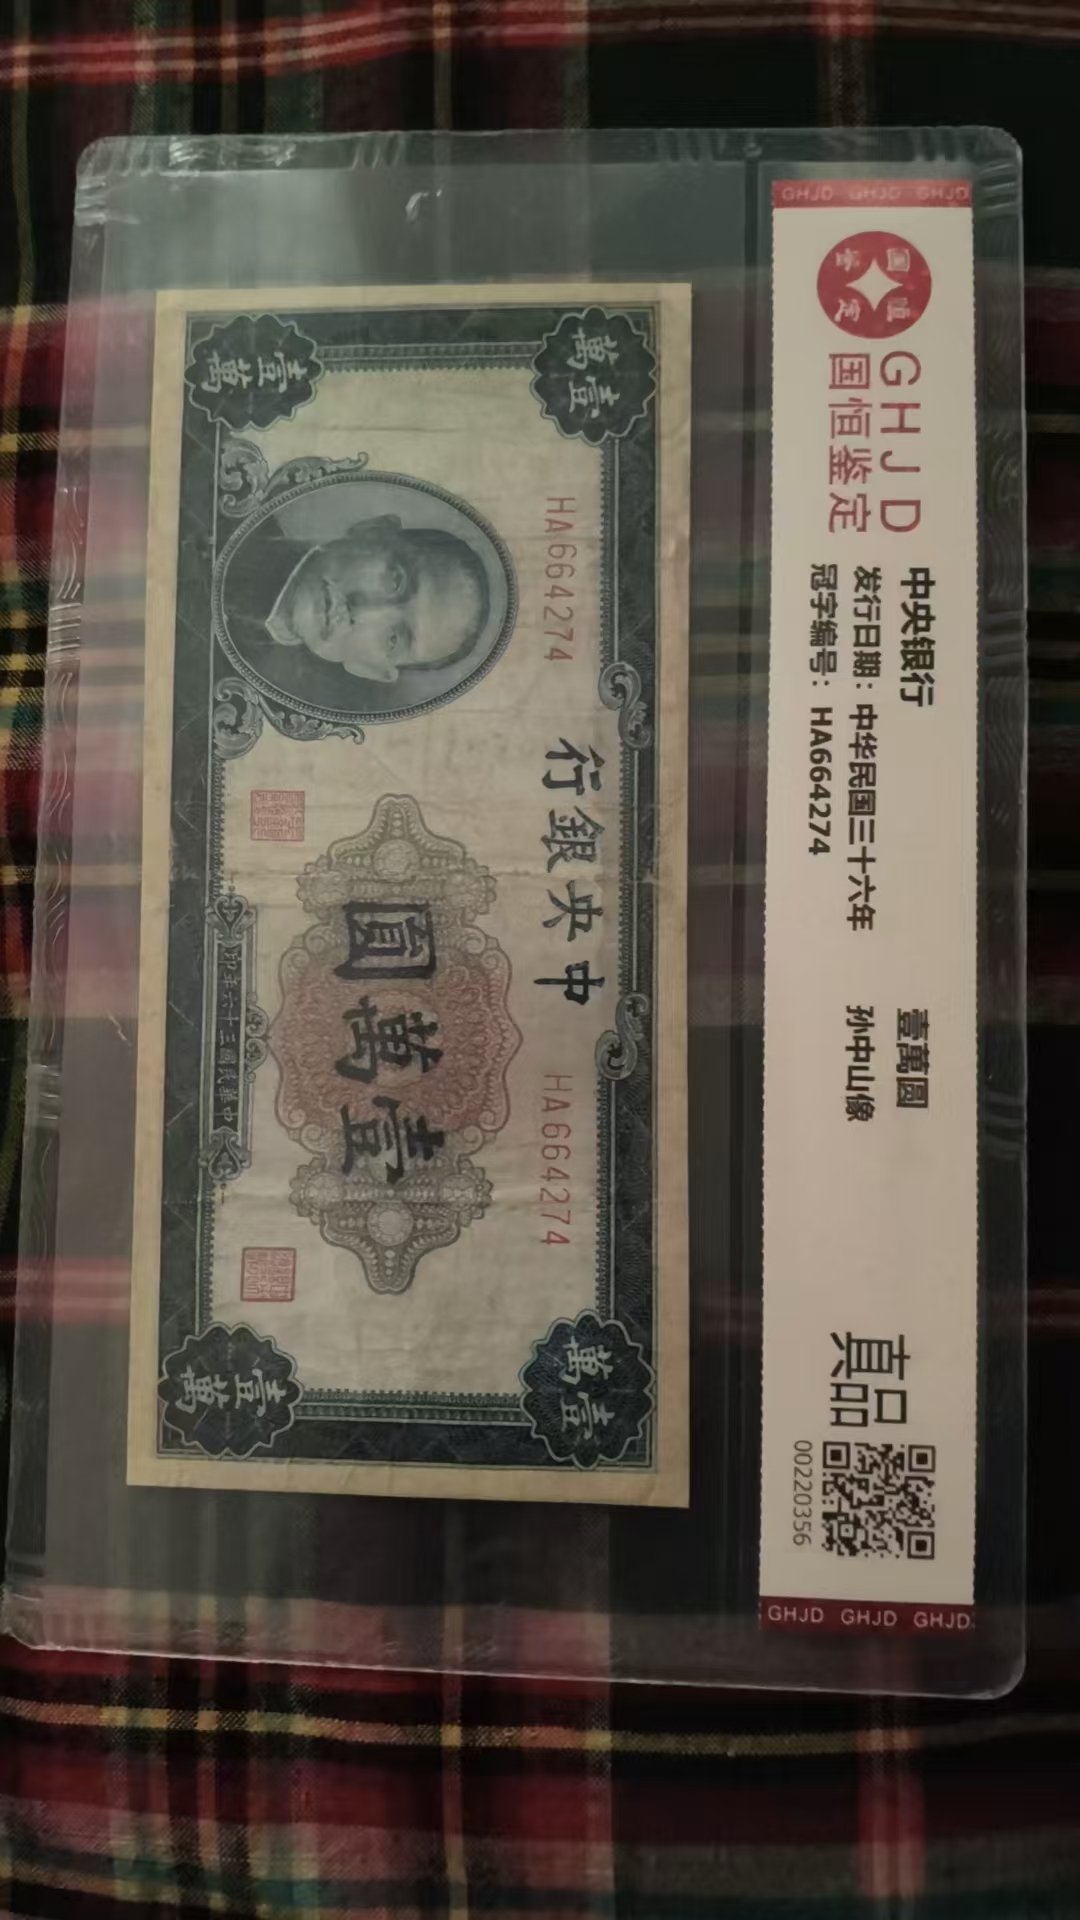 GHJD GHJD GHJD
国恒鉴定
GHJD
国恒鉴定
中央银行
发行日期：中华民国三十六年
冠字编号：HA664274
壹萬圆
孙中山像
真品
00220356
GHJD GHJD GHJD
壹萬
萬壹
HA664274
行銀央中
HA664274
圓萬壹
印年六十三國民華中
壹萬
萬壹